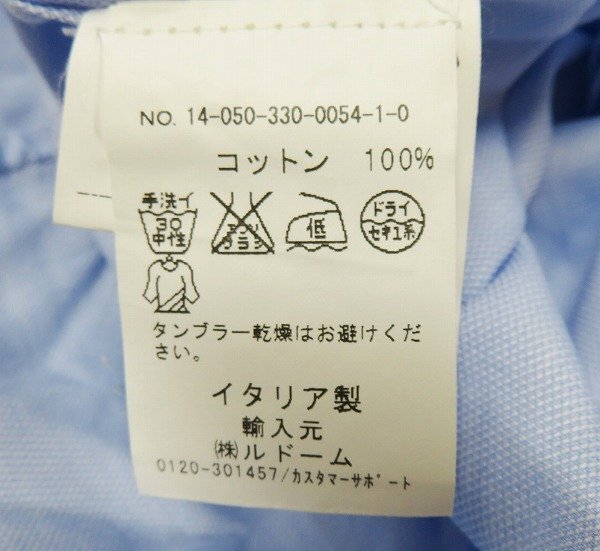 NO. 14-050-330-0054-1-0
コットン 100%
手洗イ
30
中性
エンソ
サラシ
低
ドライ
セキユ系
タンブラー乾燥はお避けくだ
さい。
イタリア製
輸入元
㈱ルドーム
0120-301457/カスタマーサポート